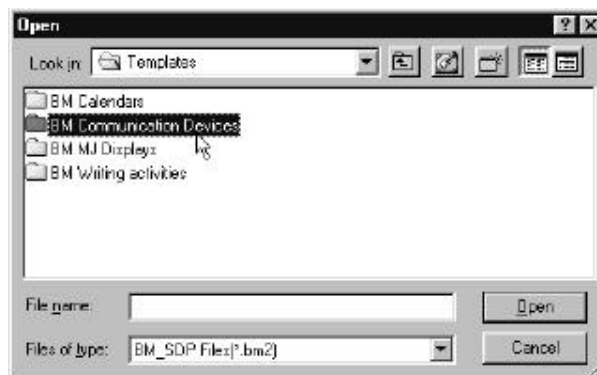 Open
Look in: Templates
BM Calendars
BM Communication Devices
BM MJ Displays
BM Writing activities
File name:
Open
Files of type: BM_SDP Files(*.bm2)
Cancel